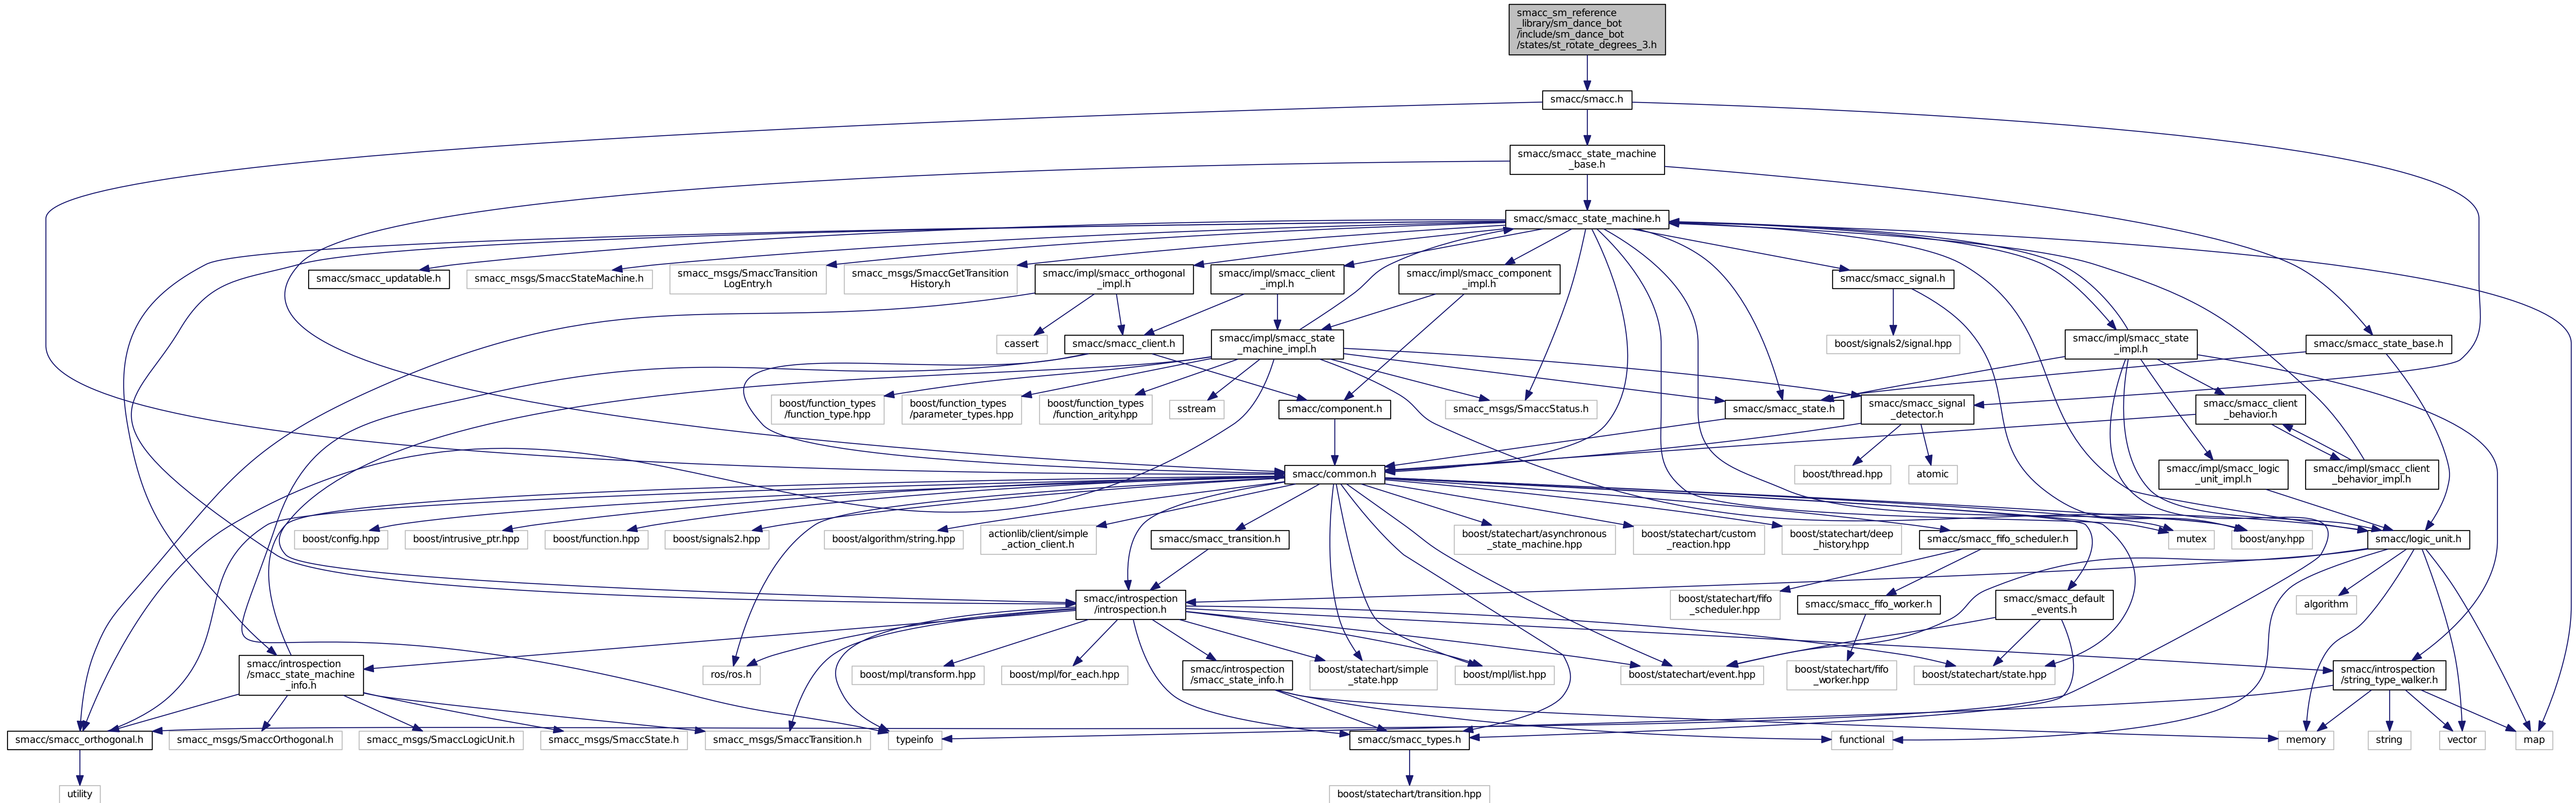 smacc_sm_reference
_library/sm_dance_bot
/include/sm_dance_bot
/states/st_rotate_degrees_3.h
smacc/smacc.h
smacc/smacc_state_machine
_base.h
smacc/smacc_state_machine.h
smacc/smacc_updatable.h
smacc_msgs/SmaccStateMachine.h
smacc_msgs/SmaccTransition
LogEntry.h
smacc_msgs/SmaccGetTransition
History.h
smacc/impl/smacc_orthogonal
_impl.h
smacc/impl/smacc_client
_impl.h
smacc/impl/smacc_component
_impl.h
smacc/smacc_signal.h
cassert
smacc/smacc_client.h
smacc/impl/smacc_state
_machine_impl.h
boost/signals2/signal.hpp
smacc/impl/smacc_state
_impl.h
smacc/smacc_state_base.h
boost/function_types
/function_type.hpp
boost/function_types
/parameter_types.hpp
boost/function_types
/function_arity.hpp
sstream
smacc/component.h
smacc_msgs/SmaccStatus.h
smacc/smacc_state.h
smacc/smacc_signal
_detector.h
smacc/smacc_client
_behavior.h
smacc/common.h
boost/thread.hpp
atomic
smacc/impl/smacc_logic
_unit_impl.h
smacc/impl/smacc_client
_behavior_impl.h
boost/config.hpp
boost/intrusive_ptr.hpp
boost/function.hpp
boost/signals2.hpp
boost/algorithm/string.hpp
actionlib/client/simple
_action_client.h
smacc/smacc_transition.h
boost/statechart/asynchronous
_state_machine.hpp
boost/statechart/custom
_reaction.hpp
boost/statechart/deep
_history.hpp
smacc/smacc_fifo_scheduler.h
mutex
boost/any.hpp
smacc/logic_unit.h
smacc/introspection
/introspection.h
boost/statechart/fifo
_scheduler.hpp
smacc/smacc_fifo_worker.h
smacc/smacc_default
_events.h
algorithm
smacc/introspection
/smacc_state_machine
_info.h
ros/ros.h
boost/mpl/transform.hpp
boost/mpl/for_each.hpp
smacc/introspection
/smacc_state_info.h
boost/statechart/simple
_state.hpp
boost/mpl/list.hpp
boost/statechart/event.hpp
boost/statechart/fifo
_worker.hpp
boost/statechart/state.hpp
smacc/introspection
/string_type_walker.h
smacc/smacc_orthogonal.h
smacc_msgs/SmaccOrthogonal.h
smacc_msgs/SmaccLogicUnit.h
smacc_msgs/SmaccState.h
smacc_msgs/SmaccTransition.h
typeinfo
smacc/smacc_types.h
functional
memory
string
vector
map
utility
boost/statechart/transition.hpp